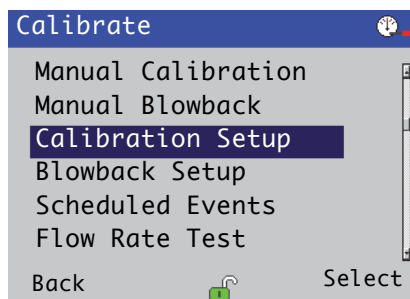 Calibrate
Manual Calibration
Manual Blowback
Calibration Setup
Blowback Setup
Scheduled Events
Flow Rate Test
Back Select